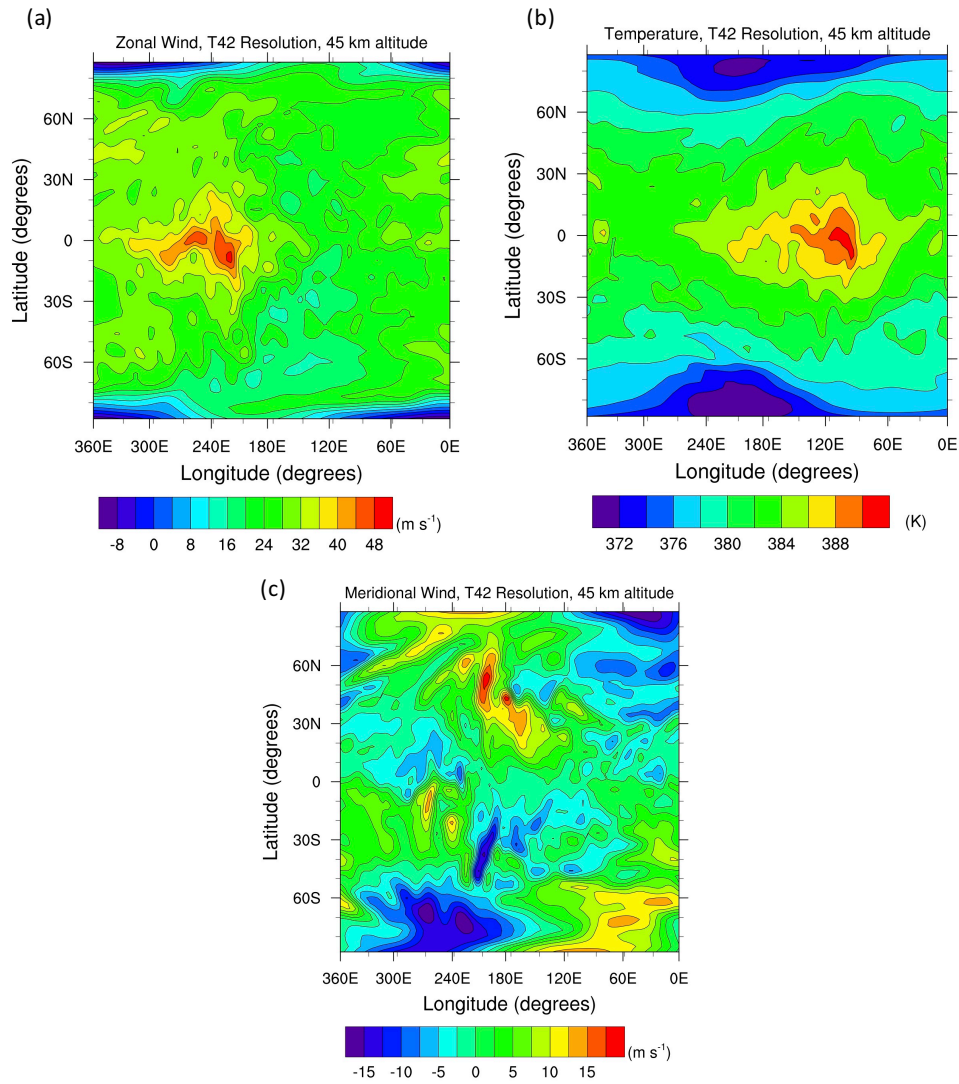 (a)
Zonal Wind, T42 Resolution, 45 km altitude
Latitude (degrees)
60N
30N
0
30S
60S
360E 300E 240E 180E 120E 60E 0E
Longitude (degrees)
-8 0 8 16 24 32 40 48
(m s-1)
(b)
Temperature, T42 Resolution, 45 km altitude
Latitude (degrees)
60N
30N
0
30S
60S
360E 300E 240E 180E 120E 60E 0E
Longitude (degrees)
372 376 380 384 388
(K)
(c)
Meridional Wind, T42 Resolution, 45 km altitude
Latitude (degrees)
60N
30N
0
30S
60S
360E 300E 240E 180E 120E 60E 0E
Longitude (degrees)
-15 -10 -5 0 5 10 15
(m s-1)